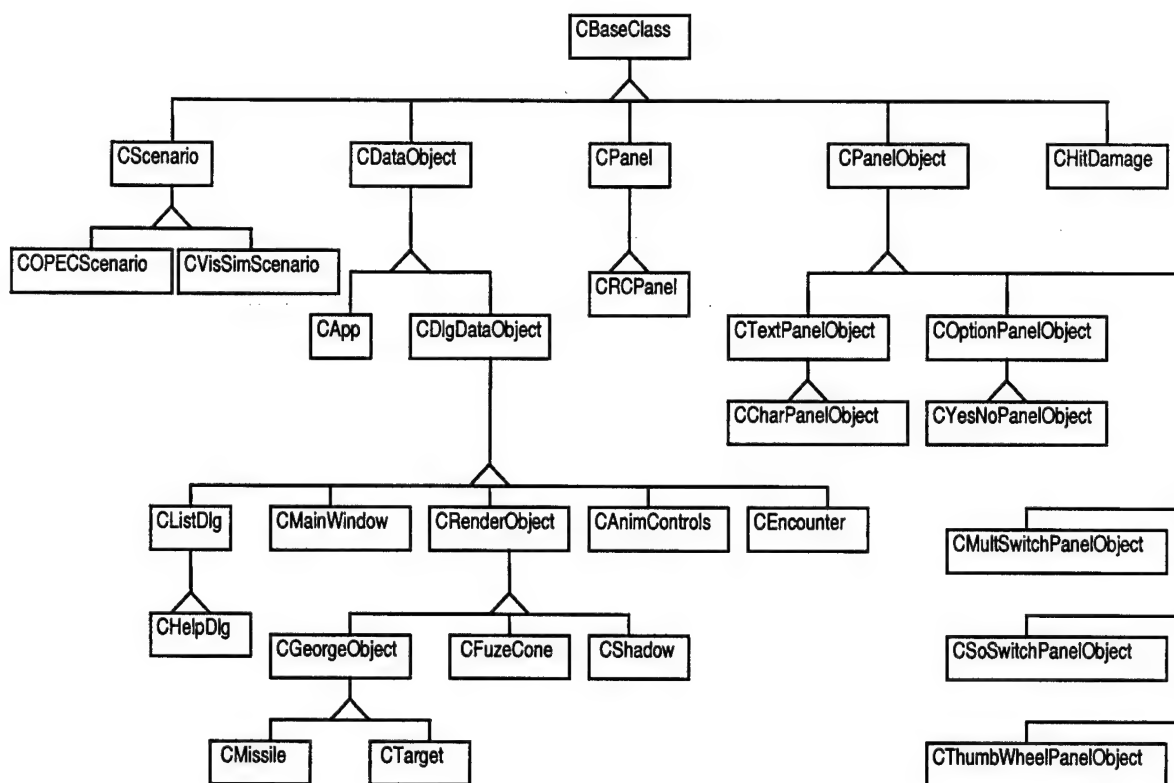 CBaseClass
CScenario
CDataObject
CPanel
CPanelObject
CHitDamage
COPECScenario
CVisSimScenario
CApp
CDlgDataObject
CRCPanel
CTextPanelObject
COptionPanelObject
CCharPanelObject
CYesNoPanelObject
CListDlg
CMainWindow
CRenderObject
CAnimControls
CEncounter
CMultSwitchPanelObject
CHelpDlg
CGeorgeObject
CFuzeCone
CShadow
CSoSwitchPanelObject
CMissile
CTarget
CThumbWheelPanelObject